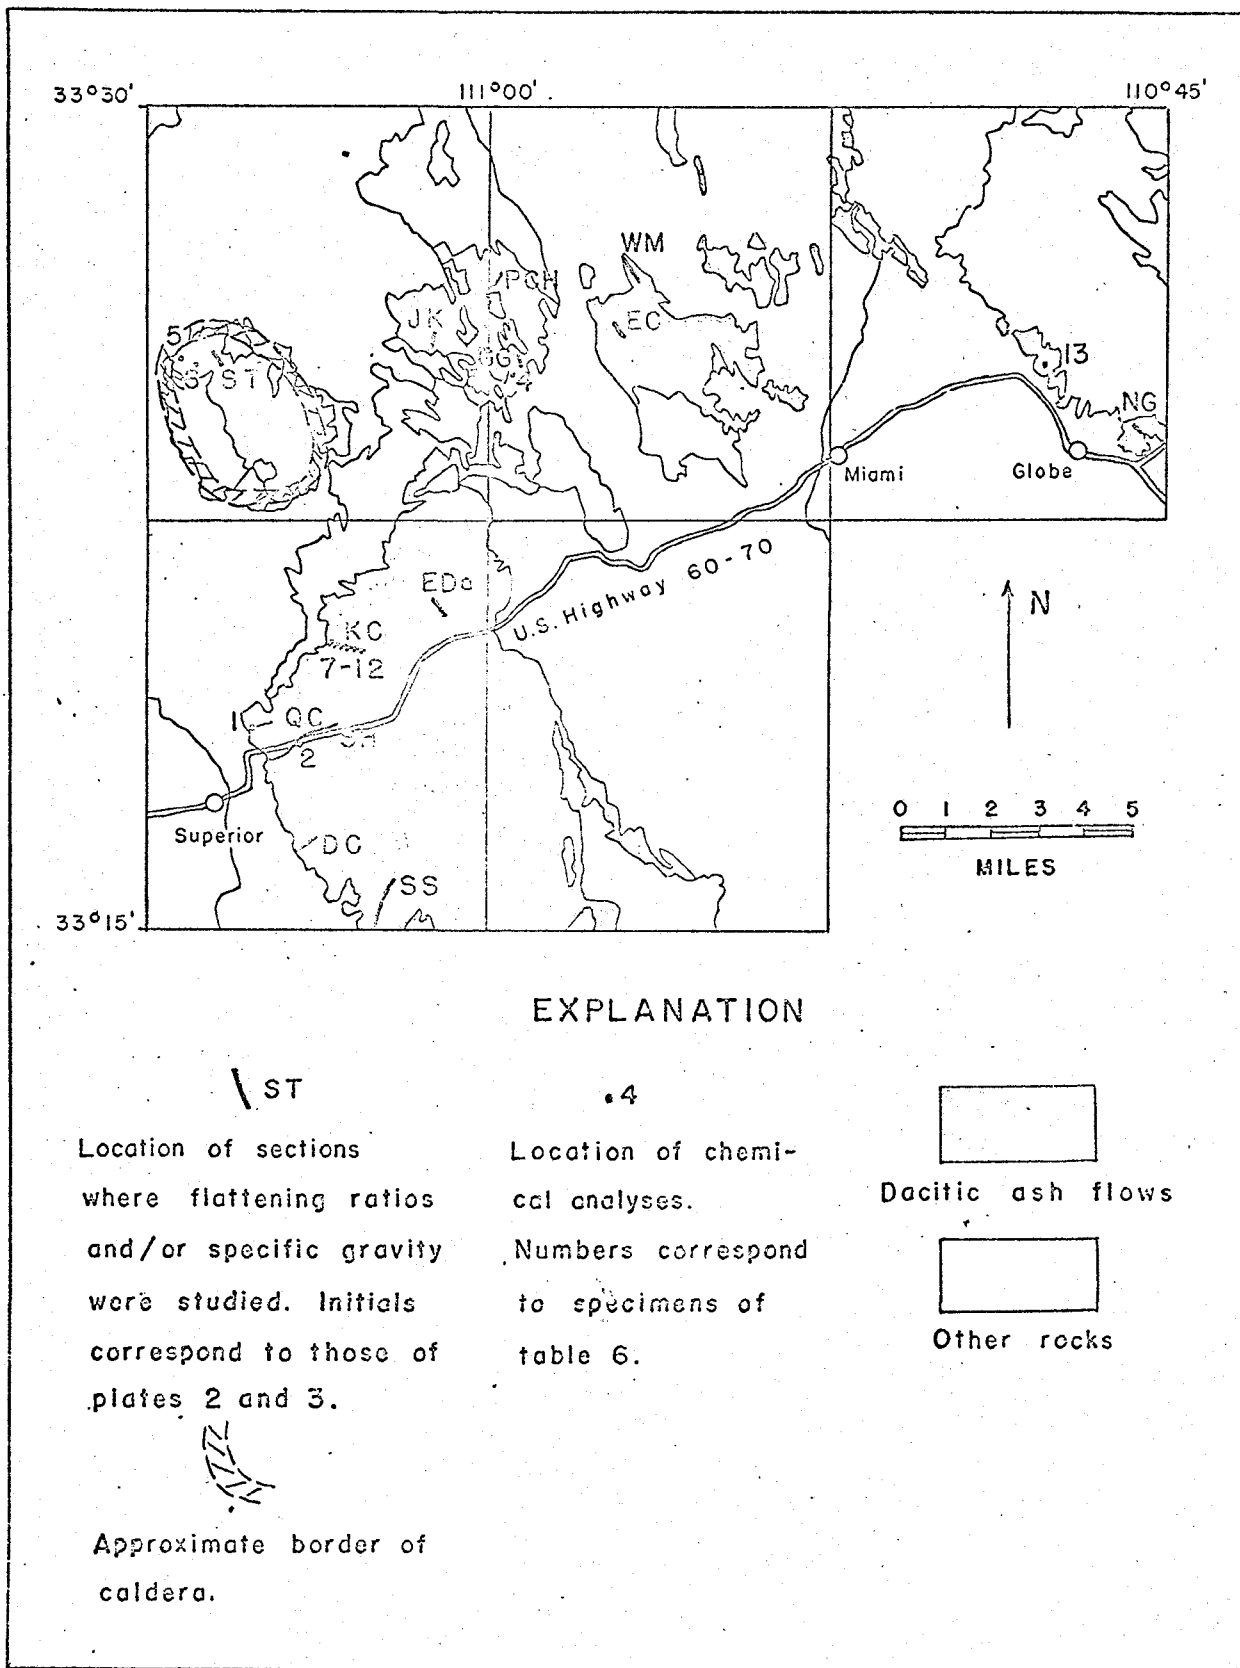 33°30'
111°00'
110°45'
WM
PCH
JK
EC
5
ST
4
13
NG
Miami
Globe
EDa
U.S. Highway 60-70
N
KC
7-12
1
QC
2
0 1 2 3 4 5
MILES
Superior
DC
SS
33°15'
EXPLANATION
ST
Location of sections
where flattening ratios
and/or specific gravity
were studied. Initials
correspond to those of
plates 2 and 3.
Approximate border of
caldera.
.4
Location of chemi-
cal analyses.
Numbers correspond
to specimens of
table 6.
Dacitic ash flows
Other rocks